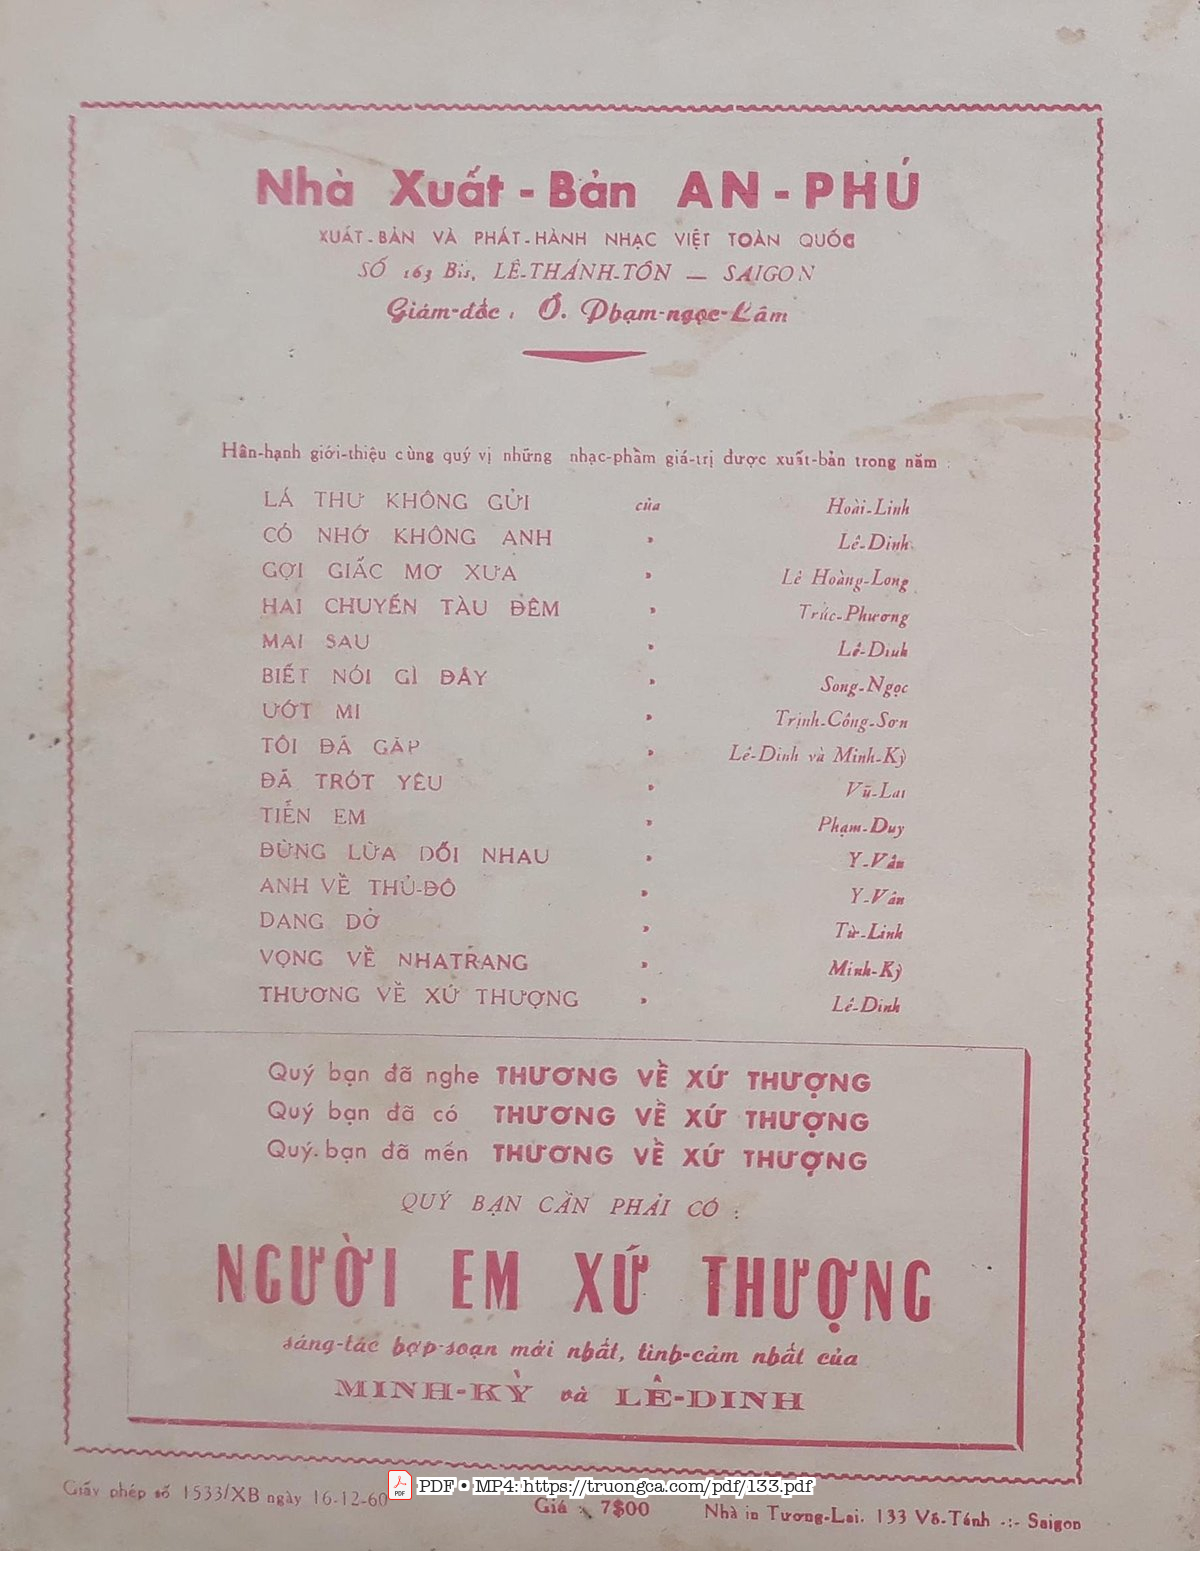 Nhà Xuất-Bản AN-PHÚ
XUẤT-BẢN VÀ PHÁT-HÀNH NHẠC VIỆT TOÀN QUỐC
SỐ 163 Bis, LÊ-THÁNH-TÔN — SAIGON
Giám-đốc : Ô. Phạm-ngọc-Lâm
Hân-hạnh giới-thiệu cùng quý vị những nhạc-phầm giá-trị được xuất-bản trong năm :
LÁ THƯ KHÔNG GỬI của Hoài-Linh
CÓ NHỚ KHÔNG ANH » Lê-Dinh
GỢI GIẤC MƠ XƯA » Lê Hoàng-Long
HAI CHUYẾN TÀU ĐÊM » Trúc-Phương
MAI SAU » Lê-Dinh
BIẾT NÓI GÌ ĐÂY » Song-Ngọc
ƯỚT MI » Trịnh-Công-Sơn
TÔI ĐÃ GẶP » Lê-Dinh và Minh-Kỳ
ĐÃ TRÓT YÊU » Vũ-Lai
TIỄN EM » Phạm-Duy
ĐỪNG LỪA DỐI NHAU » Y-Vân
ANH VỀ THỦ-ĐÔ » Y-Vân
DANG DỞ » Từ-Linh
VỌNG VỀ NHATRANG » Minh-Kỳ
THƯƠNG VỀ XỨ THƯỢNG » Lê-Dinh
Quý bạn đã nghe THƯƠNG VỀ XỨ THƯỢNG
Quý bạn đã có THƯƠNG VỀ XỨ THƯỢNG
Quý bạn đã mến THƯƠNG VỀ XỨ THƯỢNG
QUÝ BẠN CẦN PHẢI CÓ :
NGƯỜI EM XỨ THƯỢNG
sáng-tác hợp-soạn mới nhất, tình-cảm nhất của
MINH-KỲ và LÊ-DINH
Giấy phép số 1533/XB ngày 16-12-60
PDF • MP4: https://truongca.com/pdf/133.pdf
Giá : 7$00
Nhà in Tương-Lai. 133 Võ-Tánh -:- Saigon